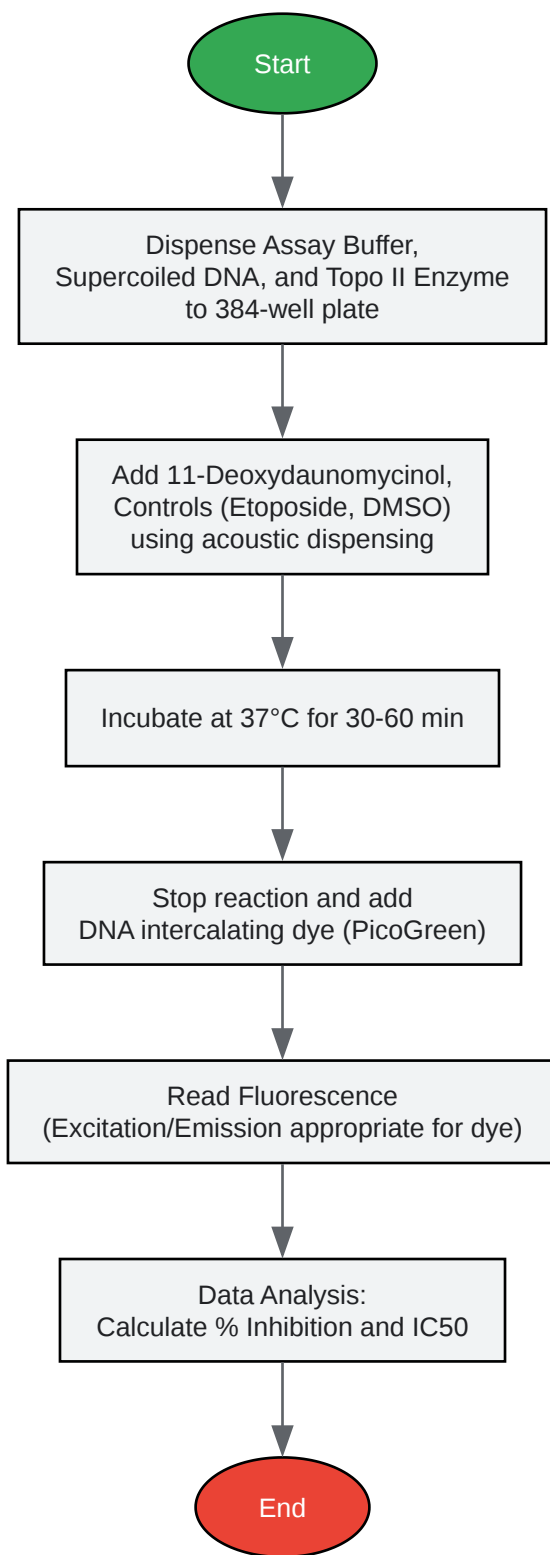 Start
Dispense Assay Buffer,
Supercoiled DNA, and Topo II Enzyme
to 384-well plate
Add 11-Deoxydaunomycinol,
Controls (Etoposide, DMSO)
using acoustic dispensing
Incubate at 37°C for 30-60 min
Stop reaction and add
DNA intercalating dye (PicoGreen)
Read Fluorescence
(Excitation/Emission appropriate for dye)
Data Analysis:
Calculate % Inhibition and IC50
End